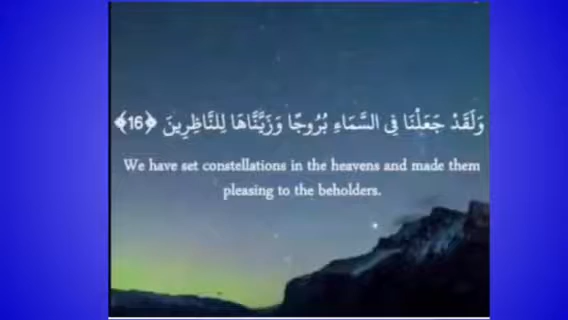 وَلَقَدْ جَعَلْنَا فِي السَّمَاءِ بُرُوجًا وَزَيَّنَّاهَا لِلنَّاظِرِينَ ﴿16﴾
We have set constellations in the heavens and made them
pleasing to the beholders.